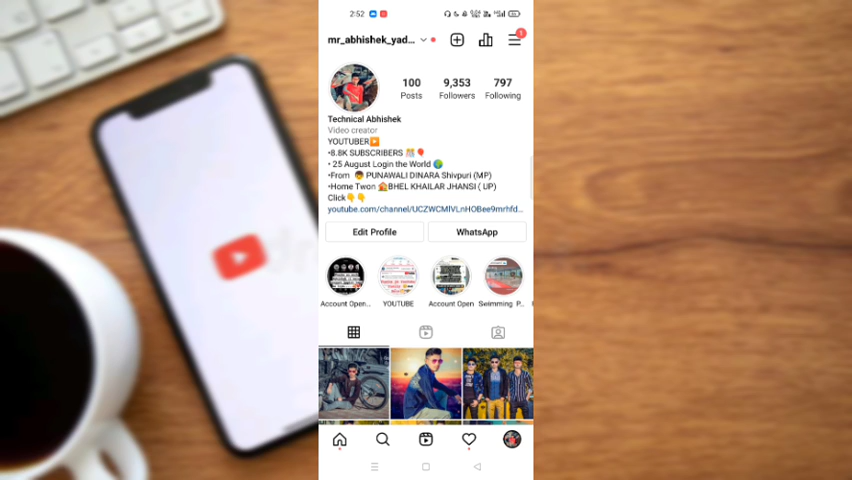 2:52
mr_abhishek_yad...
1
100
9,353
797
Posts
Followers
Following
Technical Abhishek
Video creator
YOUTUBER
•8.8K SUBSCRIBERS
• 25 August Login the World
•From PUNAWALI DINARA Shivpuri (MP)
•Home Twon BHEL KHAILAR JHANSI ( UP)
Click
youtube.com/channel/UCZWCMlVLnHOBee9mrhfd...
Edit Profile
WhatsApp
Account Open...
YOUTUBE
Account Open
Swimming P..